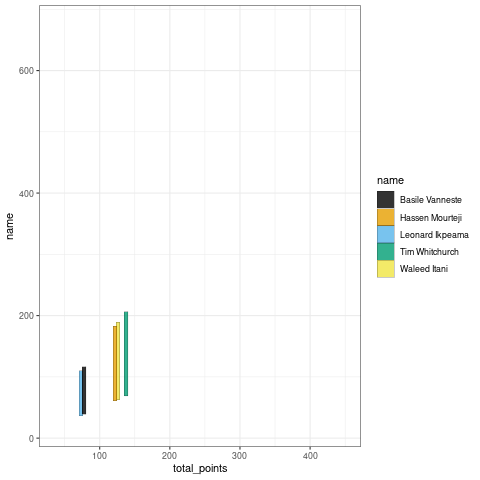 600
400
200
0
name
100
200
300
400
total_points
name
Basile Vanneste
Hassen Mourteji
Leonard Ikpeama
Tim Whitchurch
Waleed Itani